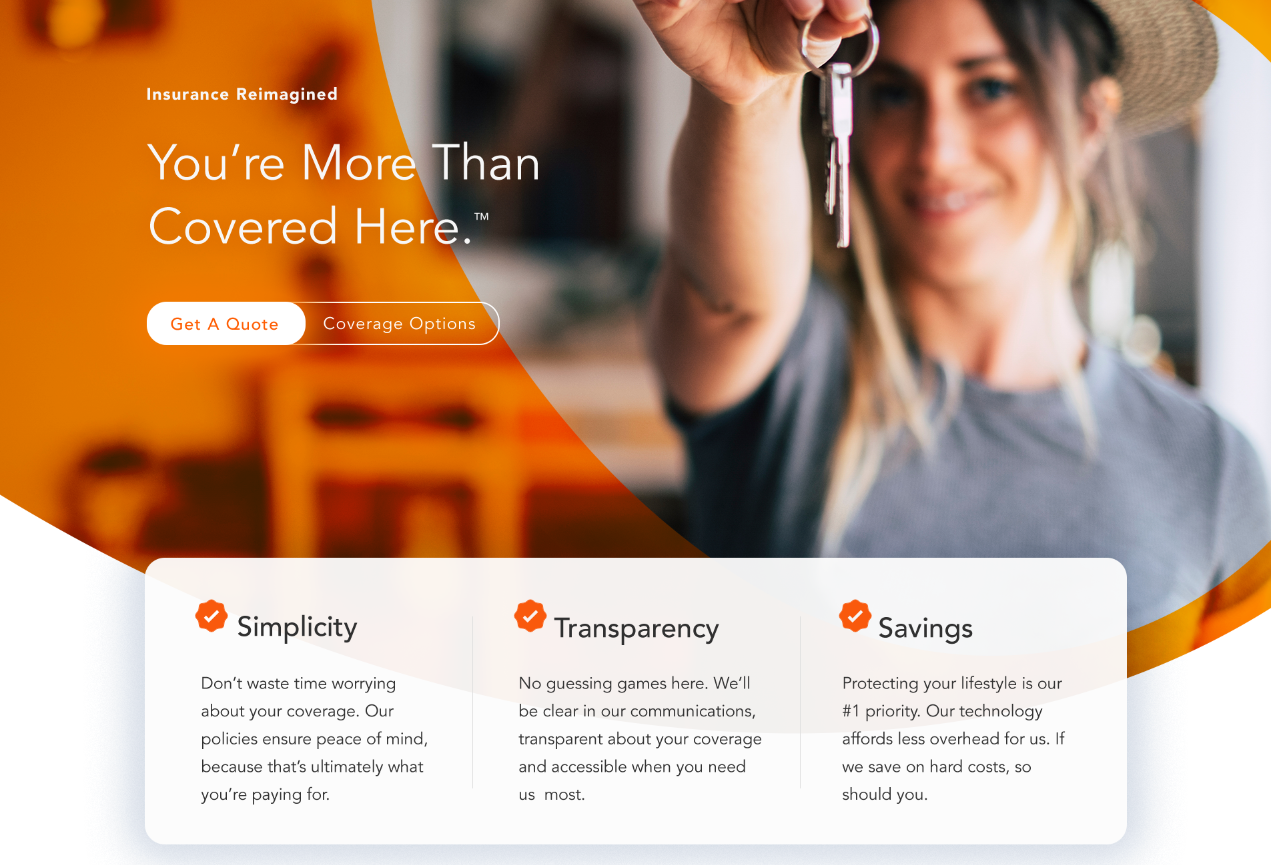 Insurance Reimagined
You’re More Than
Covered Here.™
Get A Quote
Coverage Options
Simplicity
Don’t waste time worrying
about your coverage. Our
policies ensure peace of mind,
because that’s ultimately what
you’re paying for.
Transparency
No guessing games here. We’ll
be clear in our communications,
transparent about your coverage
and accessible when you need
us  most.
Savings
Protecting your lifestyle is our
#1 priority. Our technology
affords less overhead for us. If
we save on hard costs, so
should you.